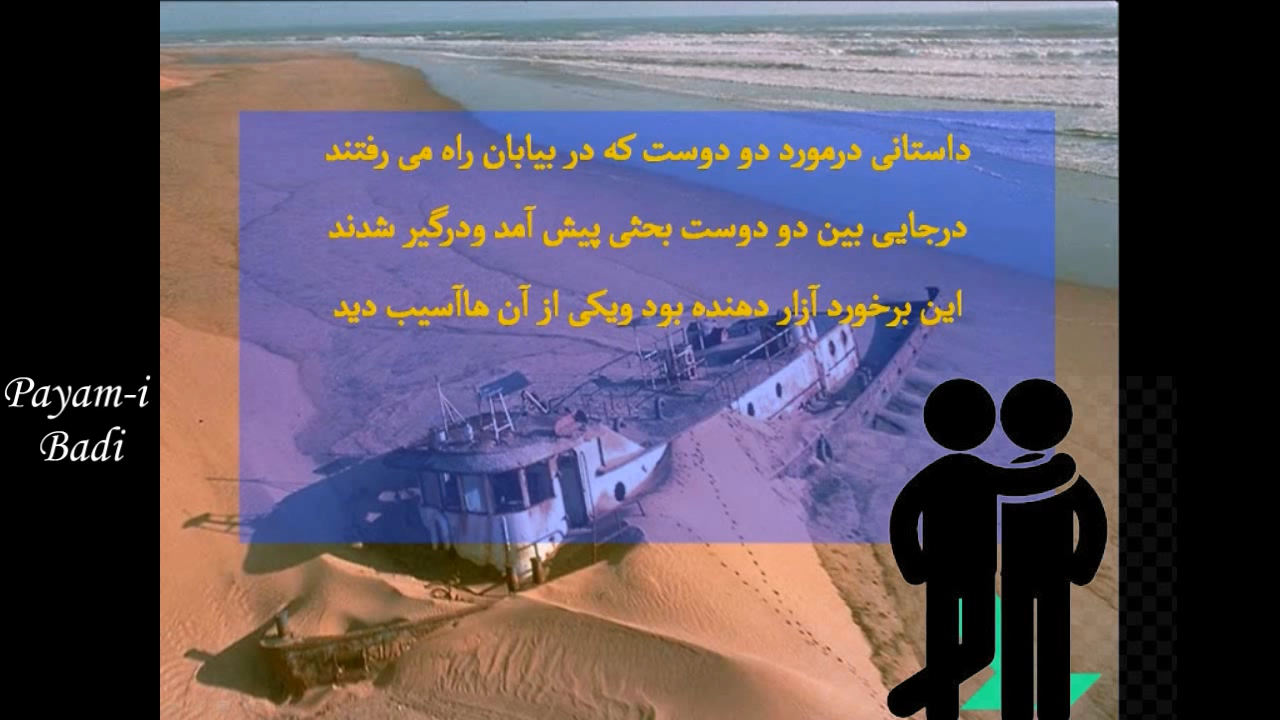 داستانی درمورد دو دوست که در بیابان راه می رفتند
درجایی بین دو دوست بحثی پیش آمد ودرگیر شدند
این برخورد آزار دهنده بود ویکی از آن هاآسیب دید
Payam-i
Badi